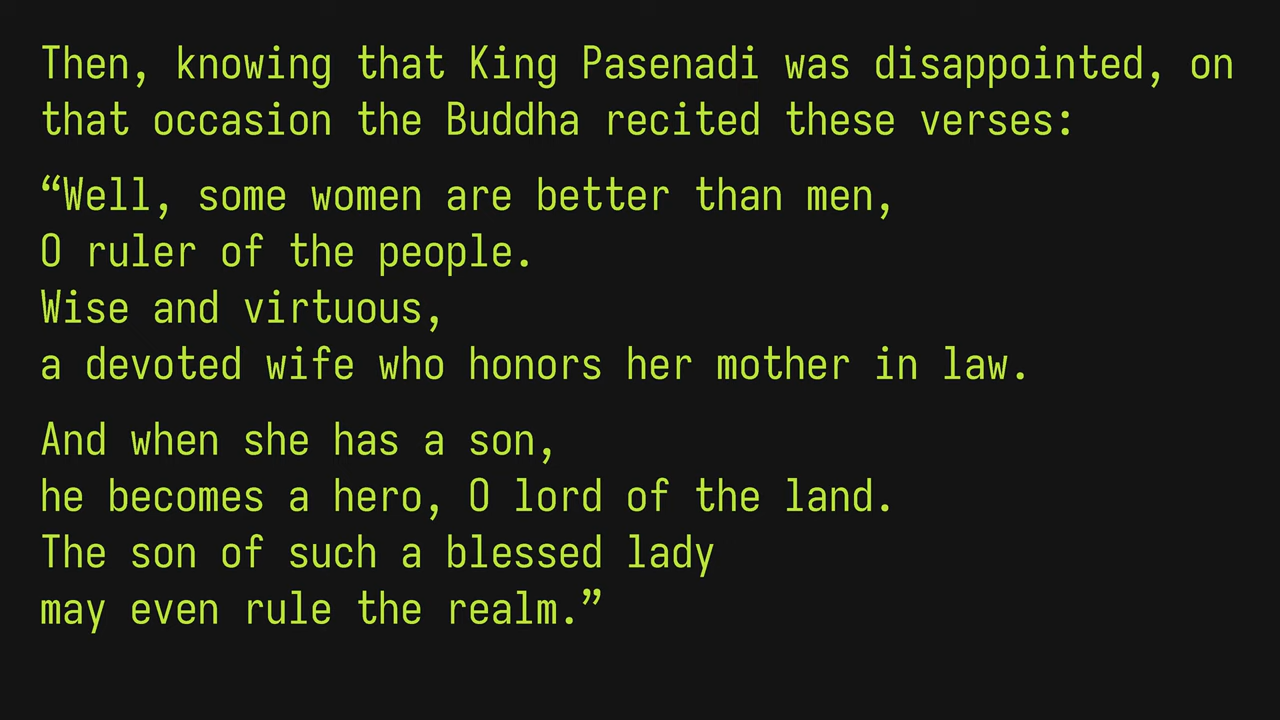 Then, knowing that King Pasenadi was disappointed, on
that occasion the Buddha recited these verses:
“Well, some women are better than men,
O ruler of the people.
Wise and virtuous,
a devoted wife who honors her mother in law.
And when she has a son,
he becomes a hero, O lord of the land.
The son of such a blessed lady
may even rule the realm.”